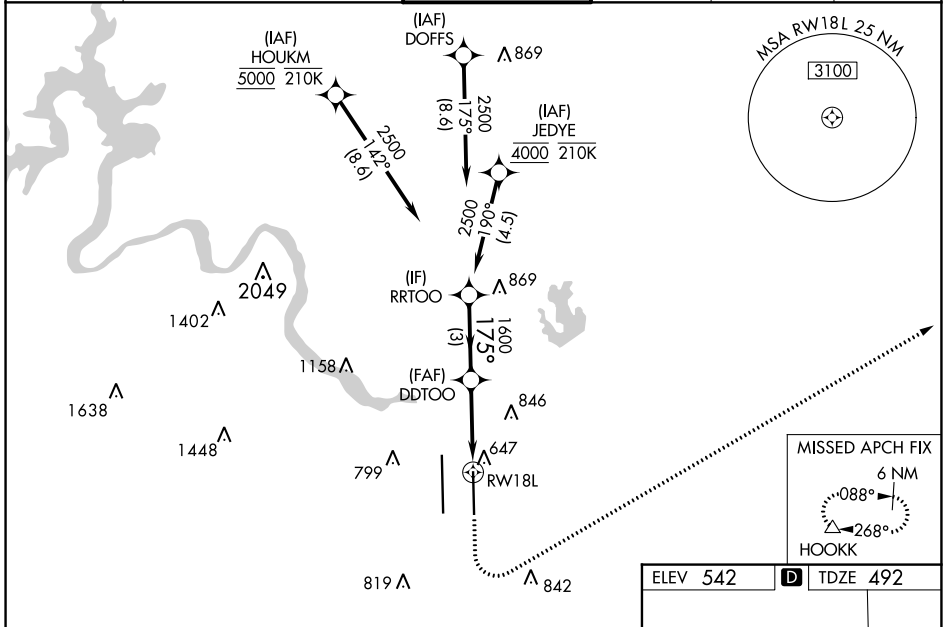 (IAF)
HOUKM
5000 210K
2500
142°
(8.6)
(IAF)
DOFFS
869
2500
175°
(8.6)
(IAF)
JEDYE
4000 210K
2500
190°
(4.5)
MSA RW18L 25 NM
3100
(IF)
RRTOO
869
2049
1402
1600
175°
(3)
1158
(FAF)
DDTOO
1638
846
1448
799
647
RW18L
MISSED APCH FIX
6 NM
088°
268°
HOOKK
819
842
ELEV 542 D TDZE 492